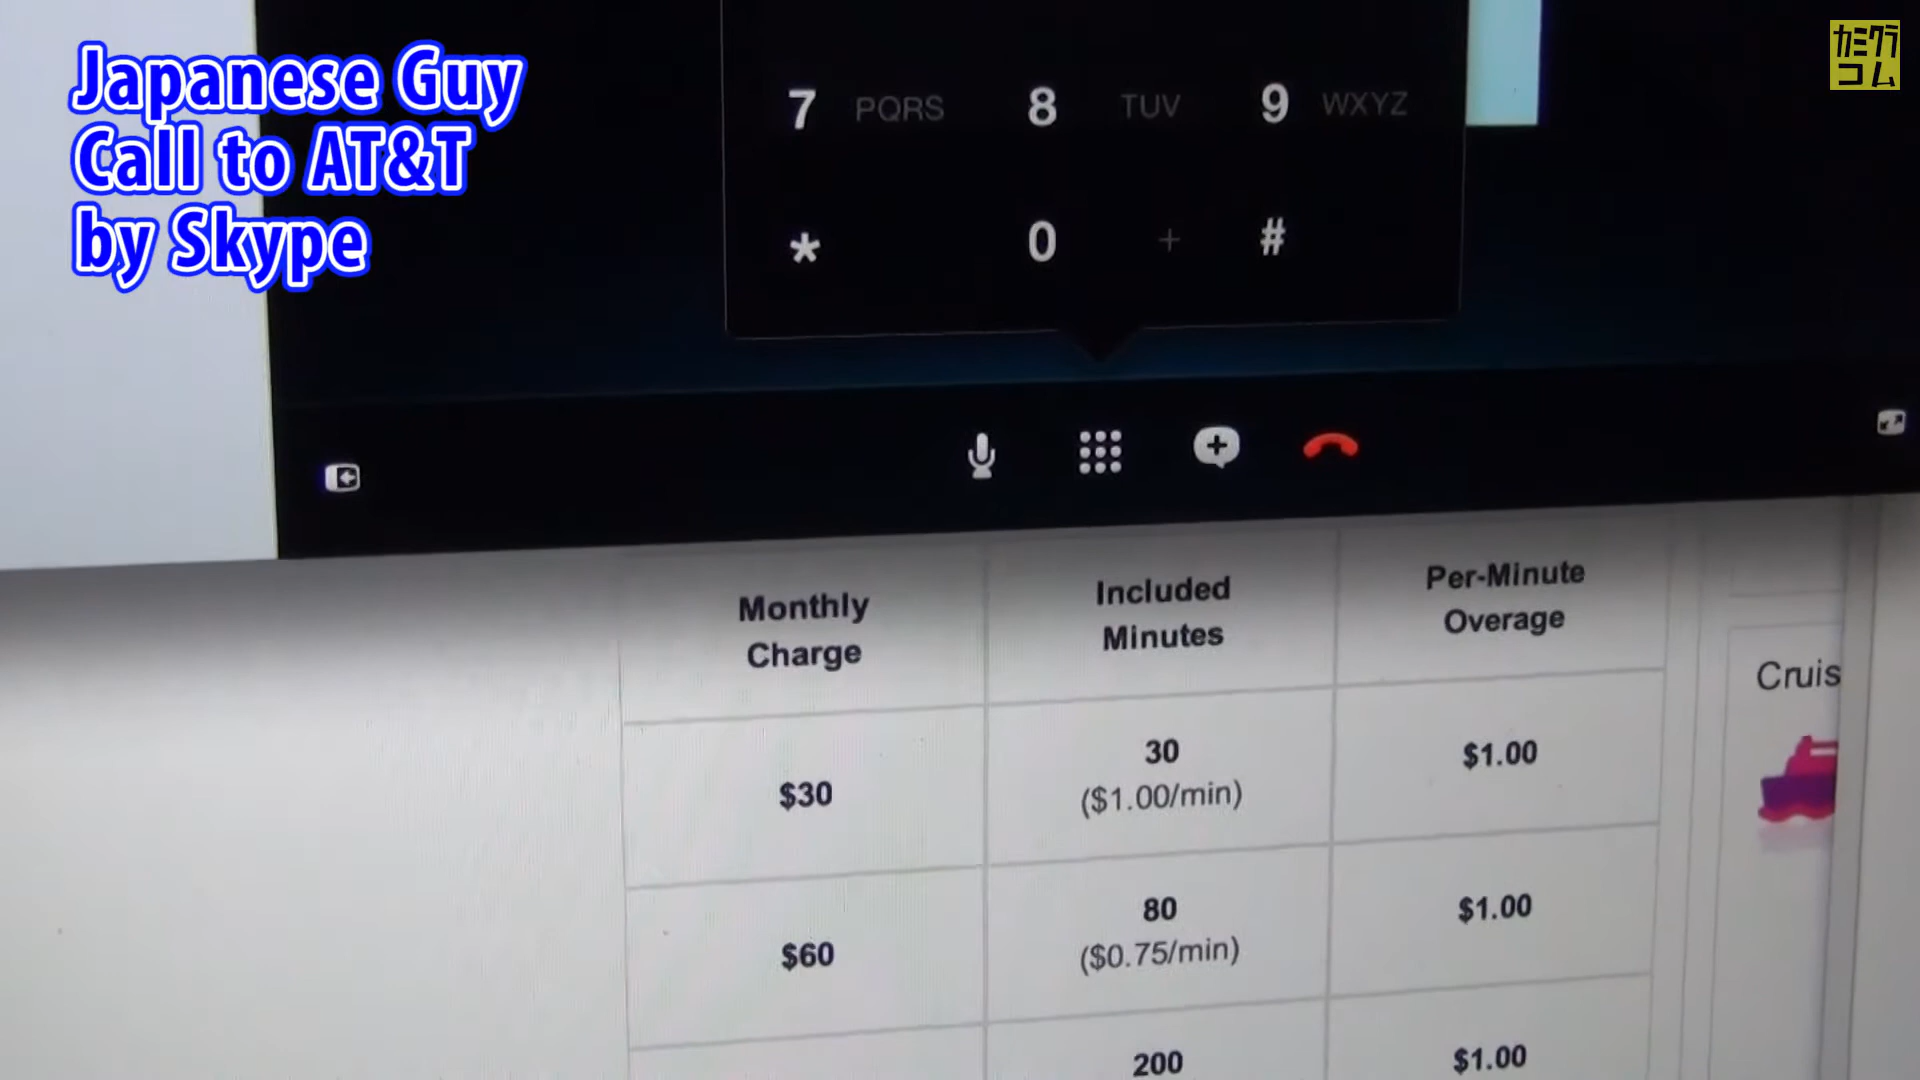 Japanese Guy
Call to AT&T
by Skype
カミクラ
コム
7 PQRS 8 TUV 9 WXYZ
* 0 + #
Monthly
Charge
Included
Minutes
Per-Minute
Overage
$30
30
($1.00/min)
$1.00
$60
80
($0.75/min)
$1.00
200
$1.00
Cruis